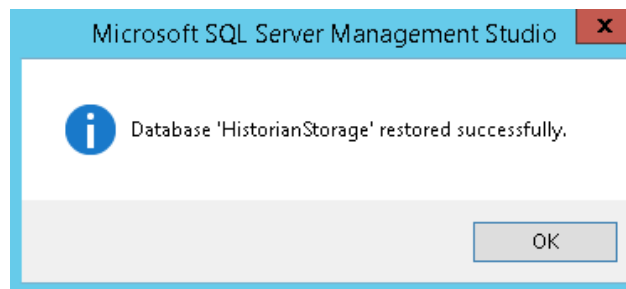 Microsoft SQL Server Management Studio
x
Database 'HistorianStorage' restored successfully.
OK